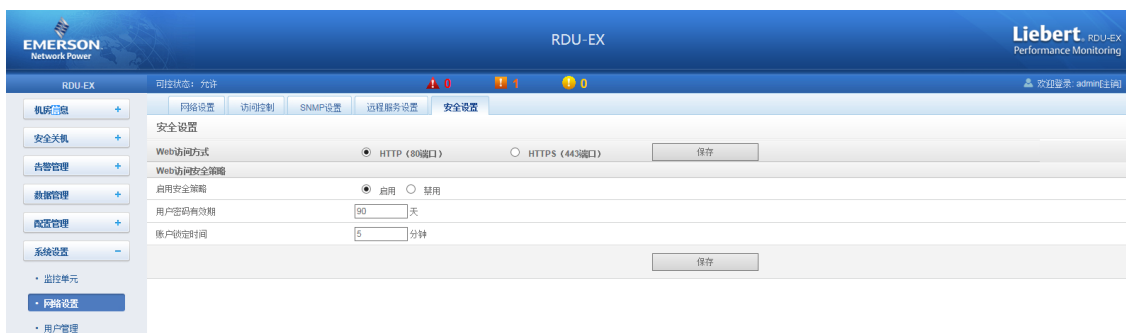 EMERSON
Network Power
RDU-EX
Liebert. RDU-EX
Performance Monitoring
RDU-EX
可控状态: 允许
0
1
0
欢迎登录: admin[注销]
机房信息 +
安全关机 +
告警管理 +
数据管理 +
配置管理 +
系统设置 −
• 监控单元
• 网络设置
• 用户管理
网络设置 访问控制 SNMP设置 远程服务设置 安全设置
安全设置
Web访问方式 HTTP (80端口) HTTPS (443端口) 保存
Web访问安全策略
启用安全策略 启用 禁用
用户密码有效期 90 天
账户锁定时间 5 分钟
保存